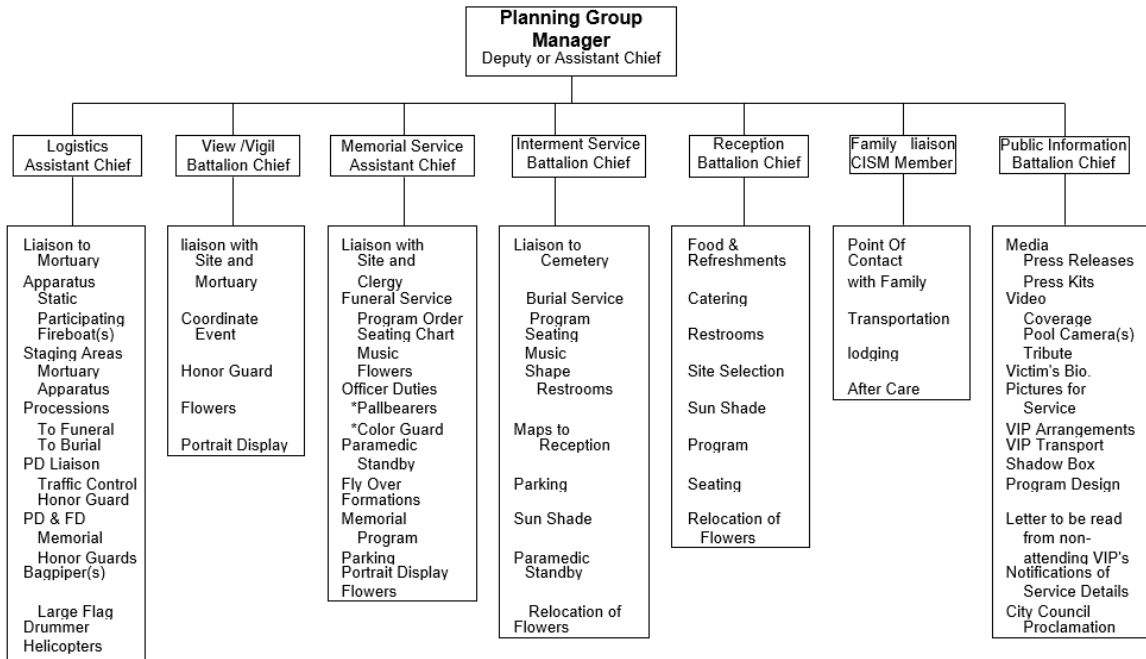 Planning Group
Manager
Deputy or Assistant Chief
Logistics
Assistant Chief
View /Vigil
Battalion Chief
Memorial Service
Assistant Chief
Interment Service
Battalion Chief
Reception
Battalion Chief
Family liaison
CISM Member
Public Information
Battalion Chief
Liaison to
Mortuary
Apparatus
Static
Participating
Fireboat(s)
Staging Areas
Mortuary
Apparatus
Processions
To Funeral
To Burial
PD Liaison
Traffic Control
Honor Guard
PD & FD
Memorial
Honor Guards
Bagpiper(s)
Large Flag
Drummer
Helicopters
liaison with
Site and
Mortuary
Coordinate
Event
Honor Guard
Flowers
Portrait Display
Liaison with
Site and
Clergy
Funeral Service
Program Order
Seating Chart
Music
Flowers
Officer Duties
*Pallbearers
*Color Guard
Paramedic
Standby
Fly Over
Formations
Memorial
Program
Parking
Portrait Display
Flowers
Liaison to
Cemetery
Burial Service
Program
Seating
Music
Shape
Restrooms
Maps to
Reception
Parking
Sun Shade
Paramedic
Standby
Relocation of
Flowers
Food &
Refreshments
Catering
Restrooms
Site Selection
Sun Shade
Program
Seating
Relocation of
Flowers
Point Of
Contact
with Family
Transportation
lodging
After Care
Media
Press Releases
Press Kits
Video
Coverage
Pool Camera(s)
Tribute
Victim's Bio.
Pictures for
Service
VIP Arrangements
VIP Transport
Shadow Box
Program Design
Letter to be read
from non-
attending VIP's
Notifications of
Service Details
City Council
Proclamation